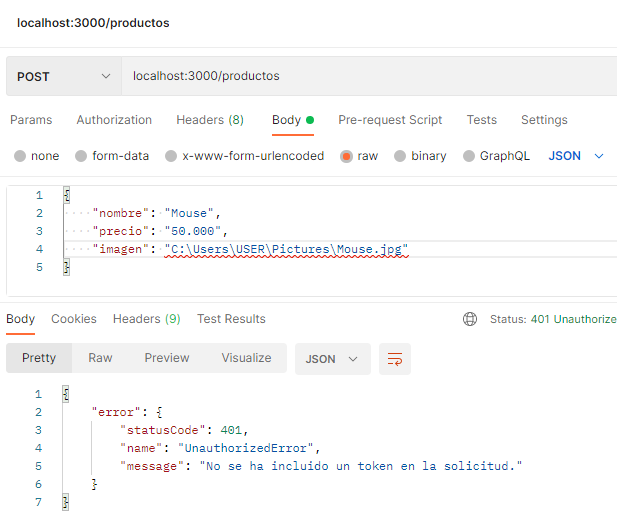 localhost:3000/productos
POST localhost:3000/productos
Params Authorization Headers (8) Body Pre-request Script Tests Settings
none form-data x-www-form-urlencoded raw binary GraphQL JSON
1 {
2 "nombre": "Mouse",
3 "precio": "50.000",
4 "imagen": "C:\Users\USER\Pictures\Mouse.jpg"
5 }
Body Cookies Headers (9) Test Results Status: 401 Unauthorize
Pretty Raw Preview Visualize JSON
1 {
2 "error": {
3 "statusCode": 401,
4 "name": "UnauthorizedError",
5 "message": "No se ha incluido un token en la solicitud."
6 }
7 }